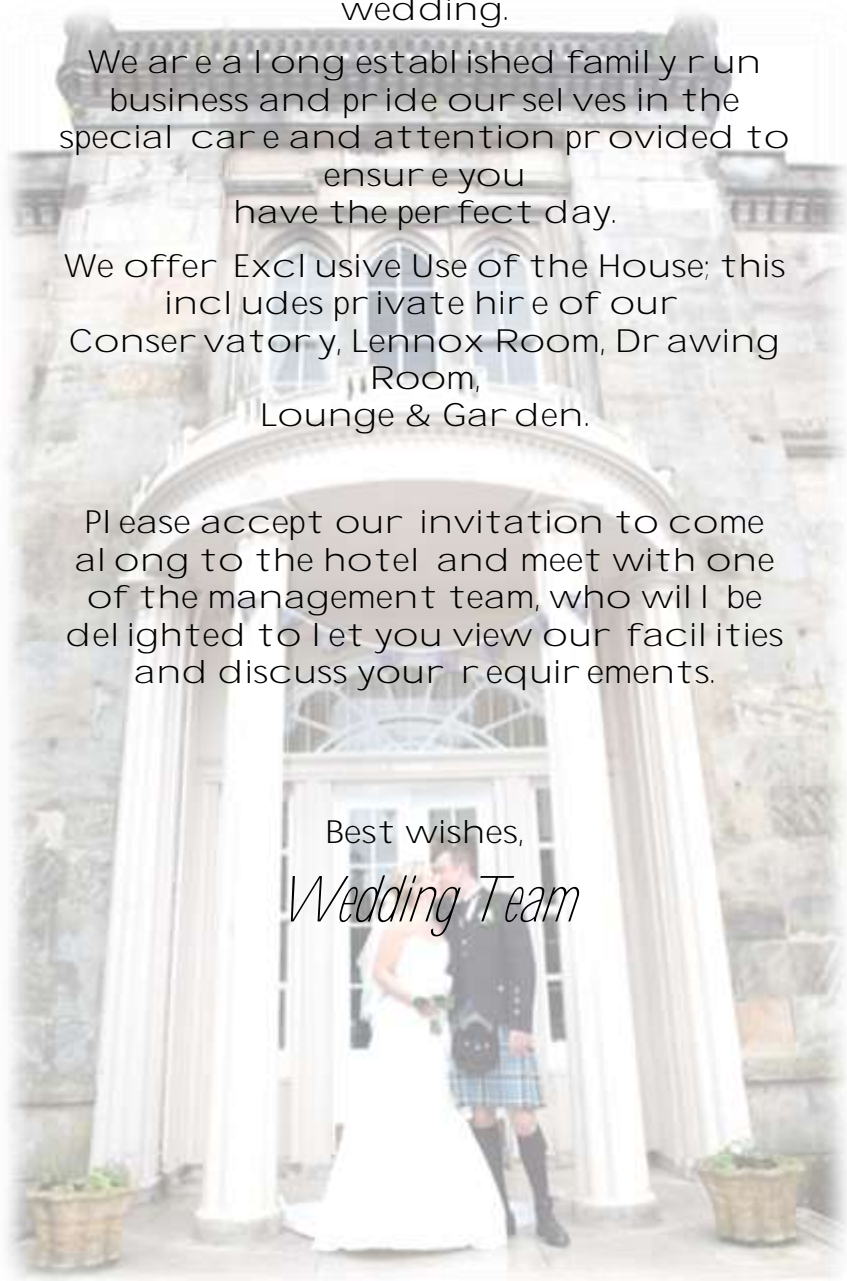 wedding.
We are a long established family run
business and pride ourselves in the
special care and attention provided to
ensure you
have the perfect day.
We offer Exclusive Use of the House; this
includes private hire of our
Conservatory, Lennox Room, Drawing
Room,
Lounge & Garden.
Please accept our invitation to come
along to the hotel and meet with one
of the management team, who will be
delighted to let you view our facilities
and discuss your requirements.
Best wishes,
Wedding Team